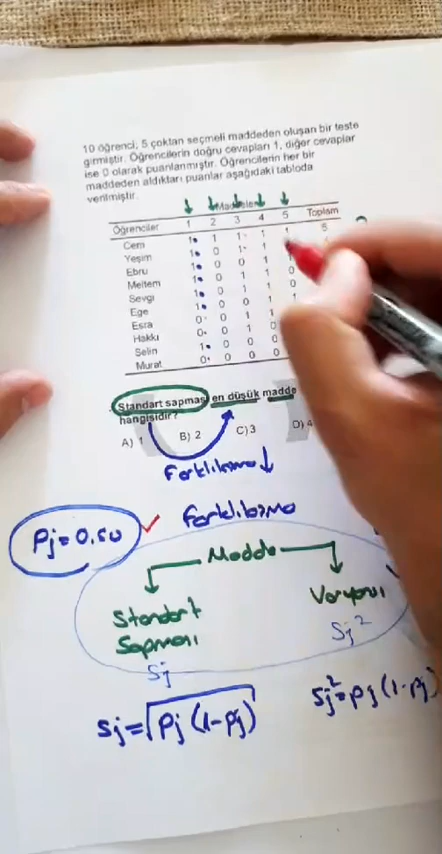 10 öğrenci, 5 çoktan seçmeli maddeden oluşan bir teste
girmiştir. Öğrencilerin doğru cevapları 1, diğer cevaplar
ise 0 olarak puanlanmıştır. Öğrencilerin her bir
maddeden aldıkları puanlar aşağıdaki tabloda
verilmiştir.
Öğrenciler 1 2 3 4 5 Toplam
Cem 1 1 1 1 1 5
Yeşim 1 0 1 1
Ebru 1 0 0 1
Meltem 1 0 1 1 0
Sevgi 1 0 1 1 0
Ege 1 0 0 1 1
Esra 0 0 1 1
Hakkı 0 0 1 0
Selin 1 0 0 0
Murat 0 0 0 0
Standart sapması en düşük madde
hangisidir?
A) 1 B) 2 C) 3 D) 4
Farklılaşma ↓
Farklılaşma
Pj=0.50
Madde
Standart
Sapması
Sj
Varyansı
Sj²
Sj=√Pj(1-Pj)
Sj²=Pj(1-Pj)